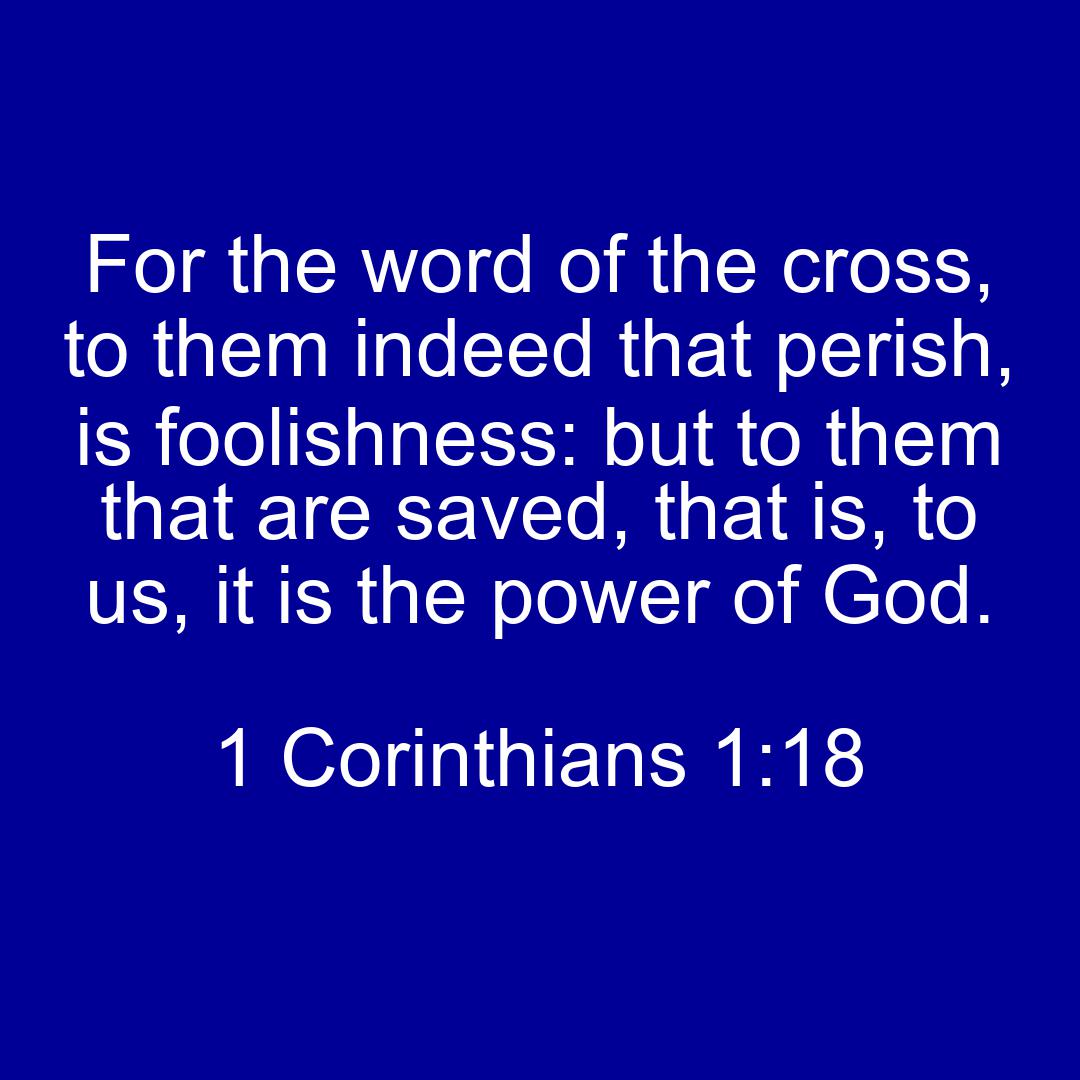 For the word of the cross,
to them indeed that perish,
is foolishness: but to them
that are saved, that is, to
us, it is the power of God.
1 Corinthians 1:18